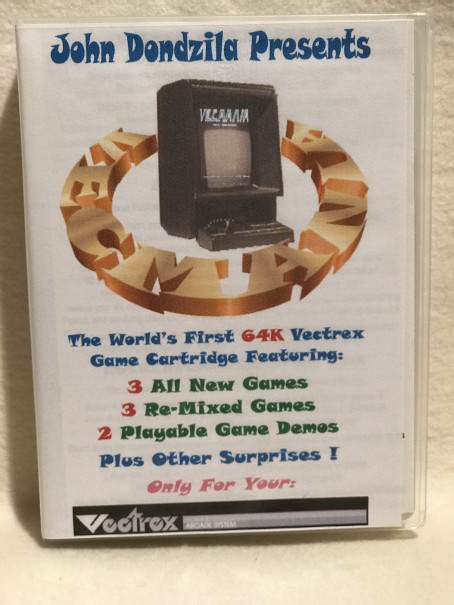 John Dondzila Presents
VECMANIA
VECMANIA
The World's First 64K Vectrex
Game Cartridge Featuring:
3 All New Games
3 Re-Mixed Games
2 Playable Game Demos
Plus Other Surprises !
Only For Your:
Vectrex
ARCADE SYSTEM